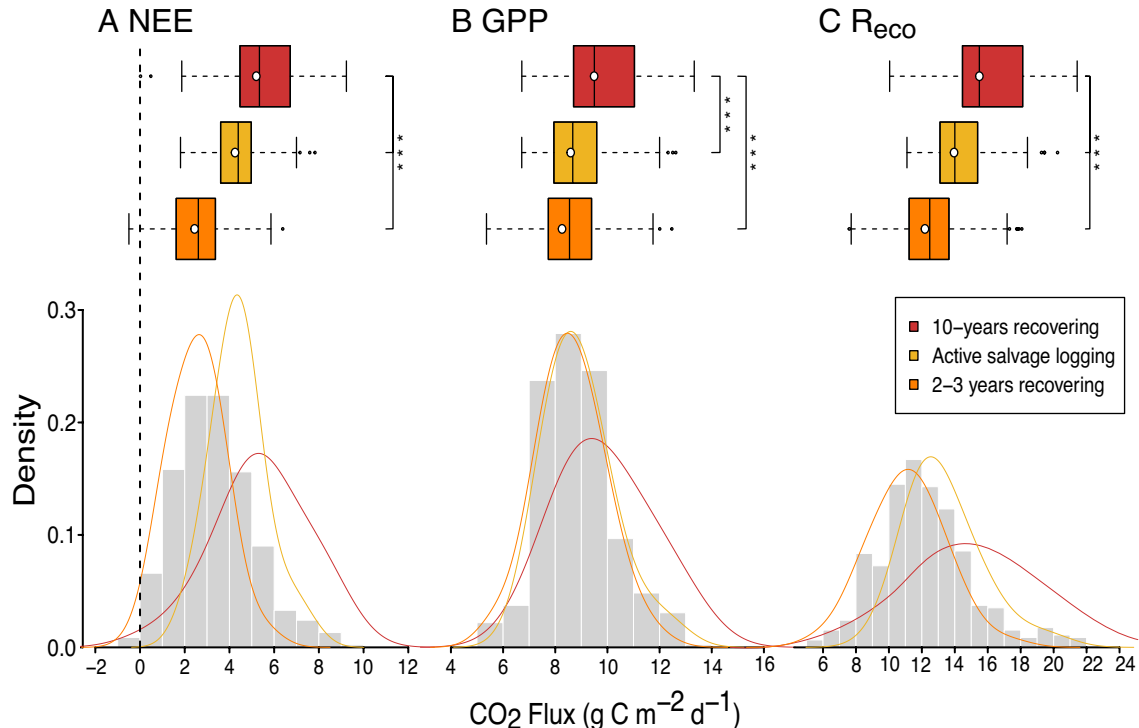 A NEE
B GPP
C Reco
***
***
***
***
10−years recovering
Active salvage logging
2−3 years recovering
Density
0.3
0.2
0.1
0.0
−2 0 2 4 6 8 10 12
4 6 8 10 12 14 16
6 8 10 12 14 16 18 20 22 24
CO2 Flux (g C m−2 d−1)